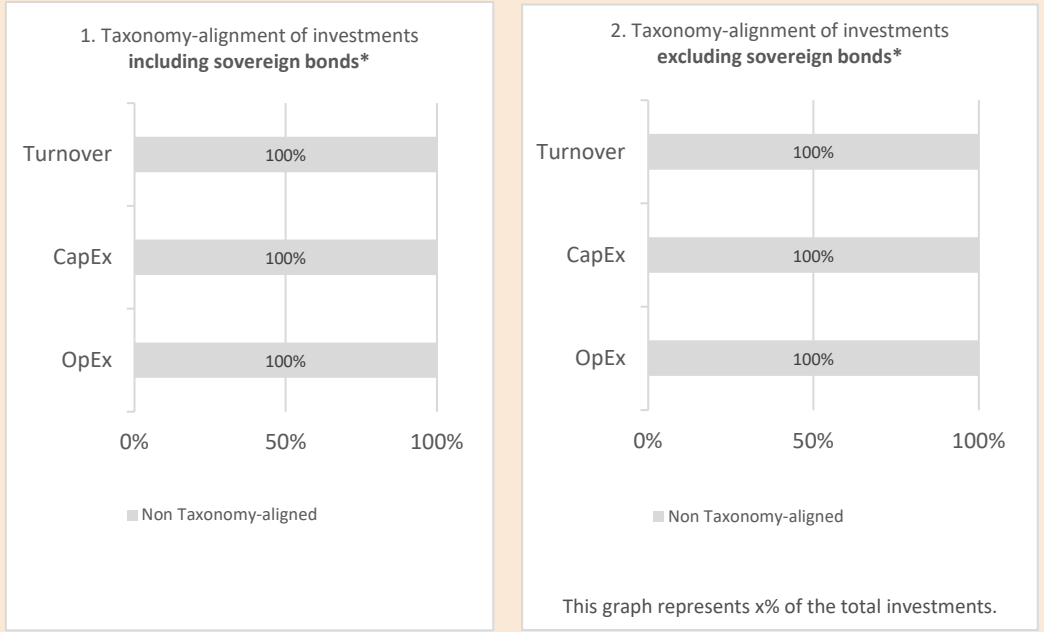 1. Taxonomy-alignment of investments
including sovereign bonds*
Turnover
100%
CapEx
100%
OpEx
100%
0%
50%
100%
Non Taxonomy-aligned
2. Taxonomy-alignment of investments
excluding sovereign bonds*
Turnover
100%
CapEx
100%
OpEx
100%
0%
50%
100%
Non Taxonomy-aligned
This graph represents x% of the total investments.